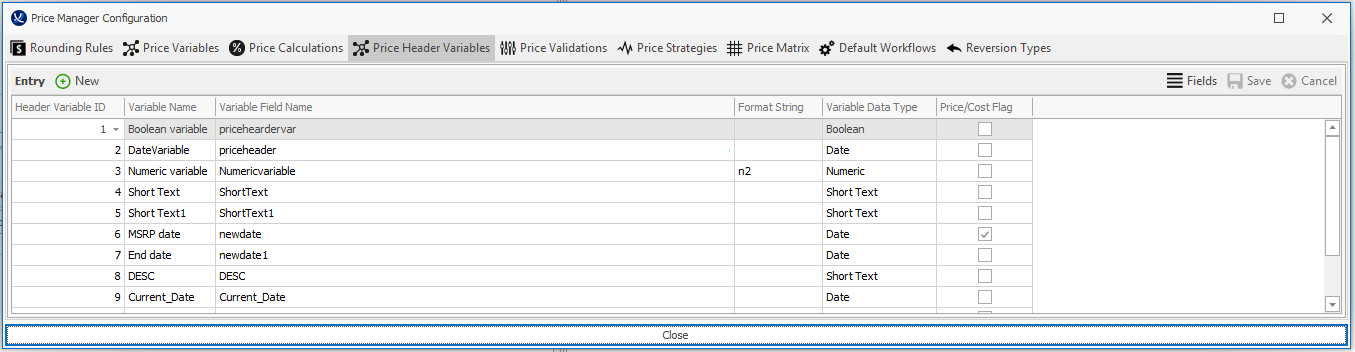 Price Manager Configuration
Rounding Rules Price Variables Price Calculations Price Header Variables Price Validations Price Strategies Price Matrix Default Workflows Reversion Types
Entry New Fields Save Cancel
Header Variable ID Variable Name Variable Field Name Format String Variable Data Type Price/Cost Flag
1 Boolean variable priceheardervar Boolean
2 DateVariable priceheader Date
3 Numeric variable Numericvariable n2 Numeric
4 Short Text ShortText Short Text
5 Short Text1 ShortText1 Short Text
6 MSRP date newdate Date
7 End date newdate1 Date
8 DESC DESC Short Text
9 Current_Date Current_Date Date
Close